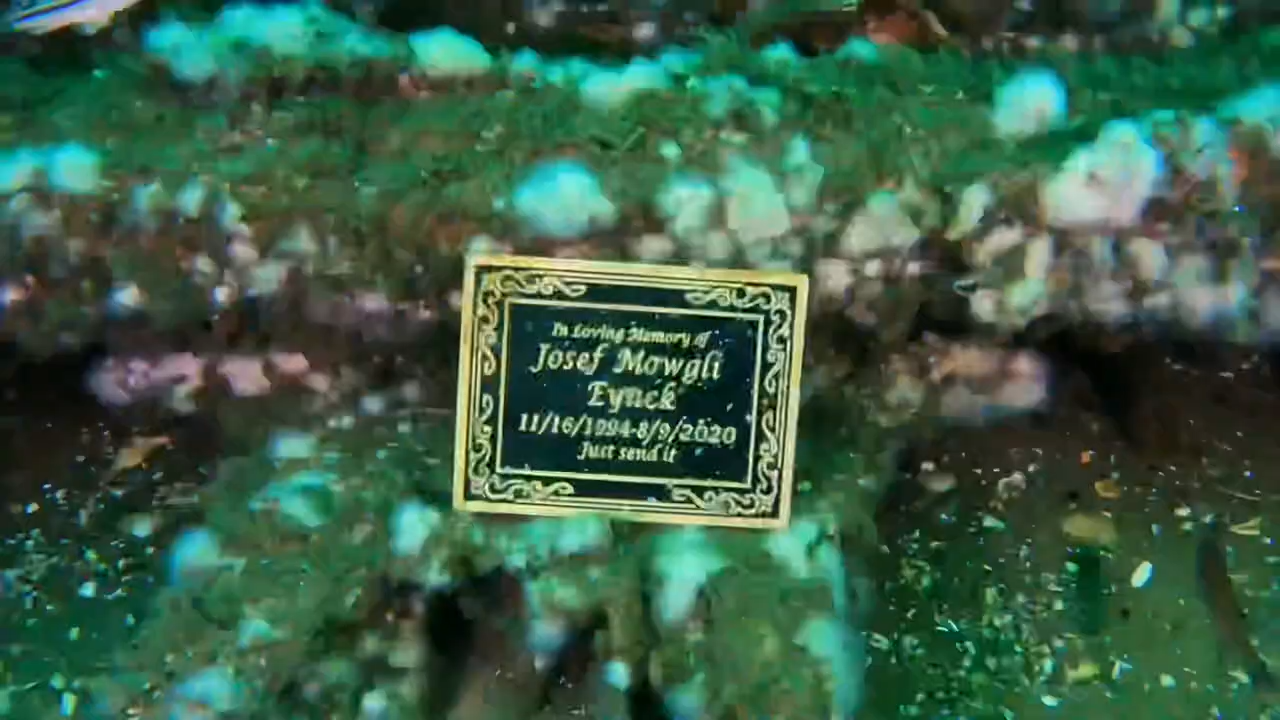 In Loving Memory of
Josef Mowgli
Eynck
11/16/1994-8/9/2020
Just send it